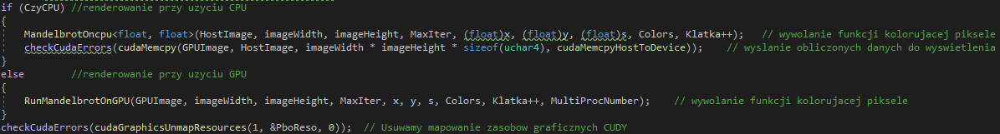 if (CzyCPU) //renderowanie przy uzyciu CPU
{
MandelbrotOncpu<float, float>(HostImage, imageWidth, imageHeight, MaxIter, (float)x, (float)y, (float)s, Colors, Klatka++); // wywolanie funkcji kolorujacej piksele
checkCudaErrors(cudaMemcpy(GPUImage, HostImage, imageWidth * imageHeight * sizeof(uchar4), cudaMemcpyHostToDevice)); // wyslanie obliczonych danych do wyswietlenia
}
else //renderowanie przy uzyciu GPU
{
RunMandelbrotOnGPU(GPUImage, imageWidth, imageHeight, MaxIter, x, y, s, Colors, Klatka++, MultiProcNumber); // wywolanie funkcji kolorujacej piksele
}
checkCudaErrors(cudaGraphicsUnmapResources(1, &PboReso, 0)); // Usuwamy mapowanie zasobow graficznych CUDY